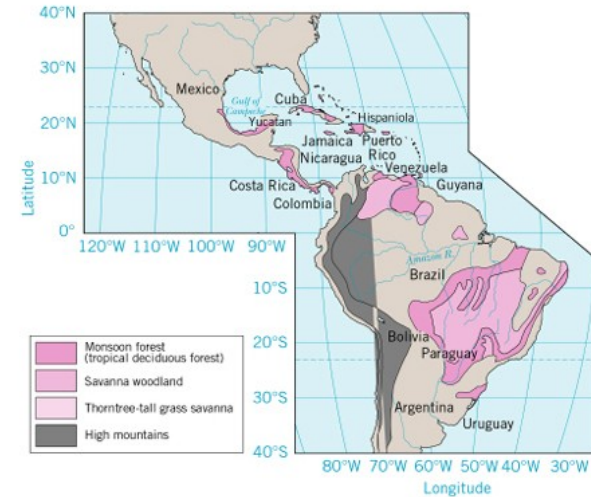 40°N
30°N
Mexico
Gulf of
Campeche
Cuba
Yucatan
Hispaniola
20°N
Jamaica
Puerto
Rico
Nicaragua
Venezuela
10°N
Costa Rica
Guyana
Colombia
Latitude
0°
120°W 110°W 100°W 90°W
Amazon R.
Brazil
10°S
Bolivia
20°S
Paraguay
30°S
Argentina
Uruguay
40°S
Monsoon forest
(tropical deciduous forest)
Savanna woodland
Thorntree-tall grass savanna
High mountains
80°W 70°W 60°W 50°W 40°W 30°W
Longitude